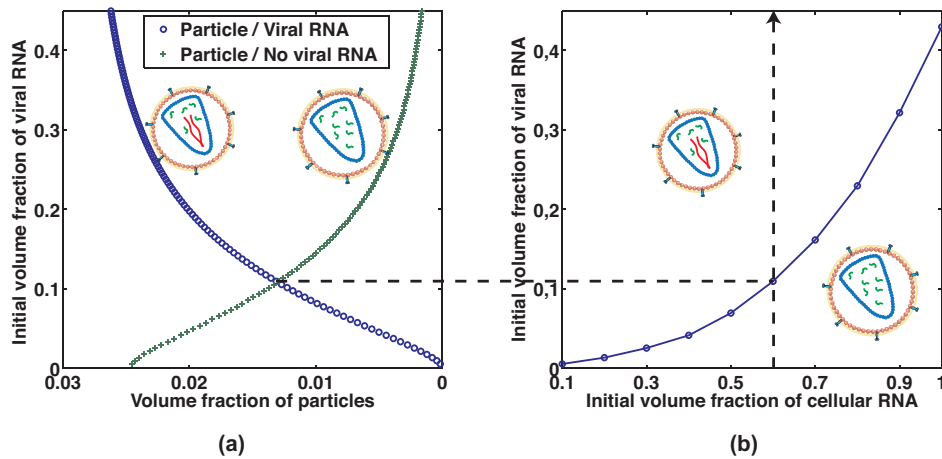 Particle / Viral RNA
Particle / No viral RNA
Initial volume fraction of viral RNA
0.4
0.3
0.2
0.1
0
0.03
0.02
0.01
0
Volume fraction of particles
(a)
Initial volume fraction of viral RNA
0,4
0,3
0,2
0,1
0
0.1
0.3
0.5
0.7
0.9
1
Initial volume fraction of cellular RNA
(b)